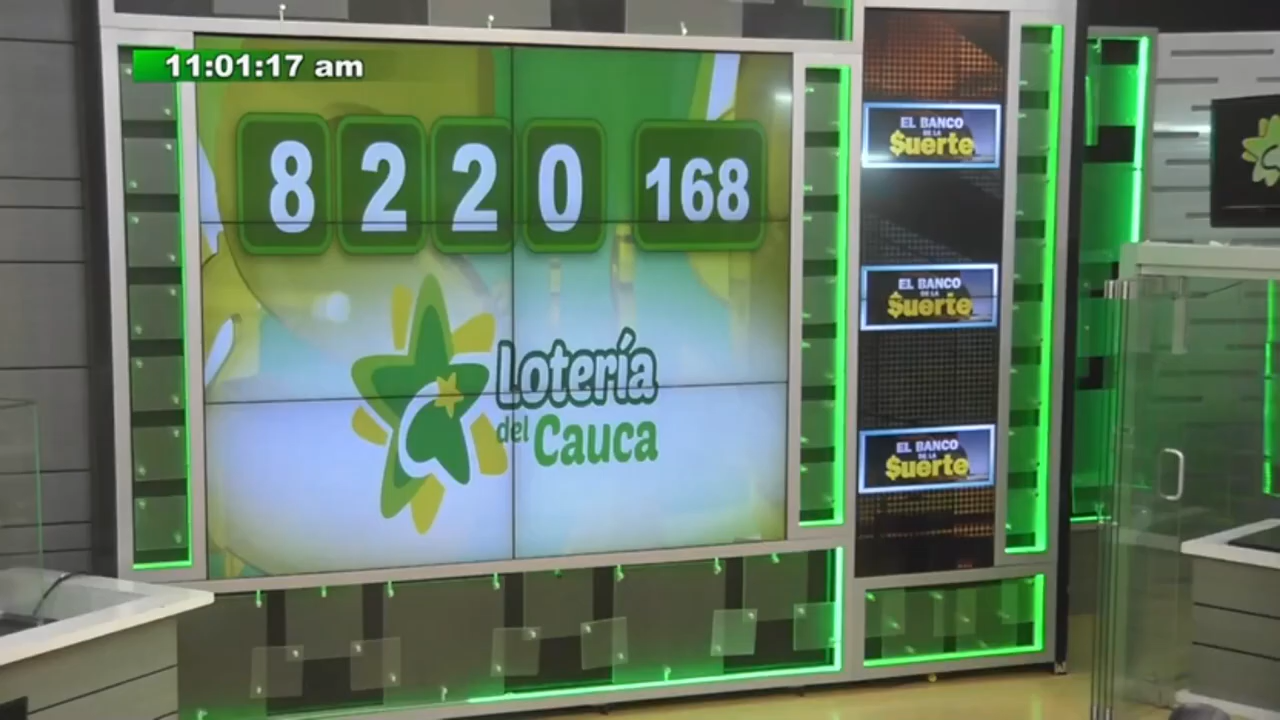 11:01:17 am
8 2 2 0 168
Lotería
del Cauca
EL BANCO
DE LA
$uerte
EL BANCO
DE LA
$uerte
EL BANCO
DE LA
$uerte